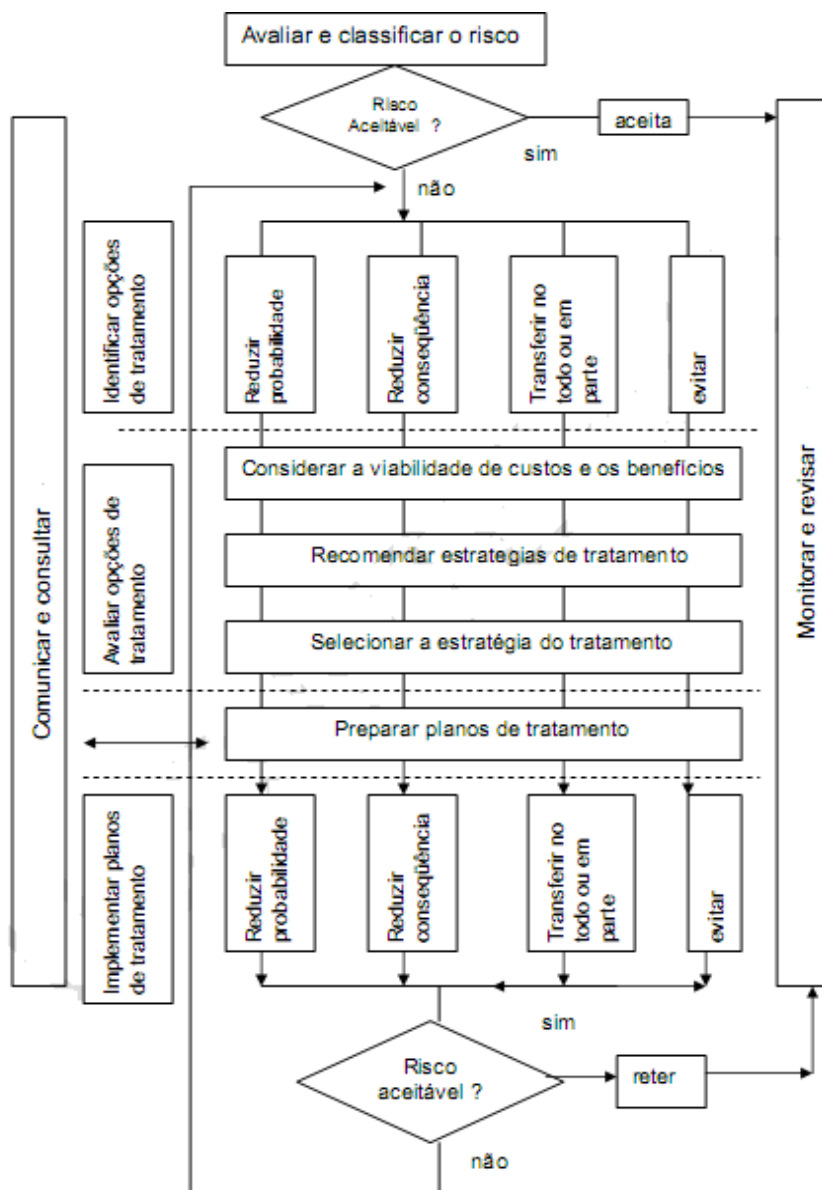 Avaliar e classificar o risco
Risco
Aceitável ?
aceita
sim
não
Comunicar e consultar
Monitorar e revisar
Identificar opções
de tratamento
Reduzir
probabilidade
Reduzir
conseqüência
Transferir no
todo ou em
parte
evitar
Avaliar opções de
tratamento
Considerar a viabilidade de custos e os benefícios
Recomendar estrategias de tratamento
Selecionar a estratégia do tratamento
Preparar planos de tratamento
Implementar planos
de tratamento
Reduzir
probabilidade
Reduzir
conseqüência
Transferir no
todo ou em
parte
evitar
sim
Risco
aceitável ?
reter
não